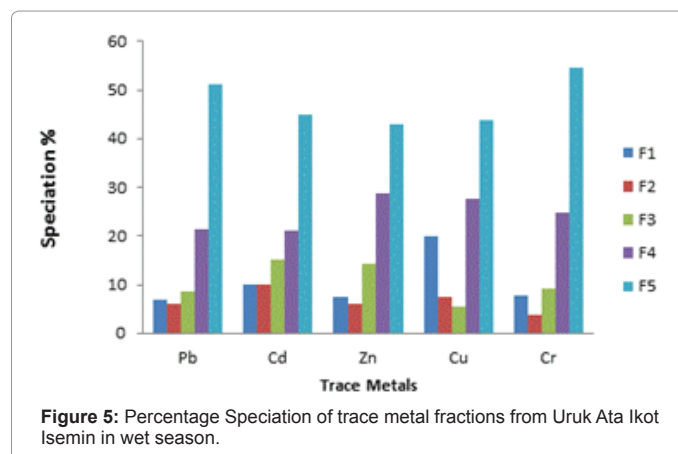 60
50
40
30
20
10
0
Speciation %
Pb Cd Zn Cu Cr
Trace Metals
F1
F2
F3
F4
F5
Figure 5: Percentage Speciation of trace metal fractions from Uruk Ata Ikot
Isemin in wet season.